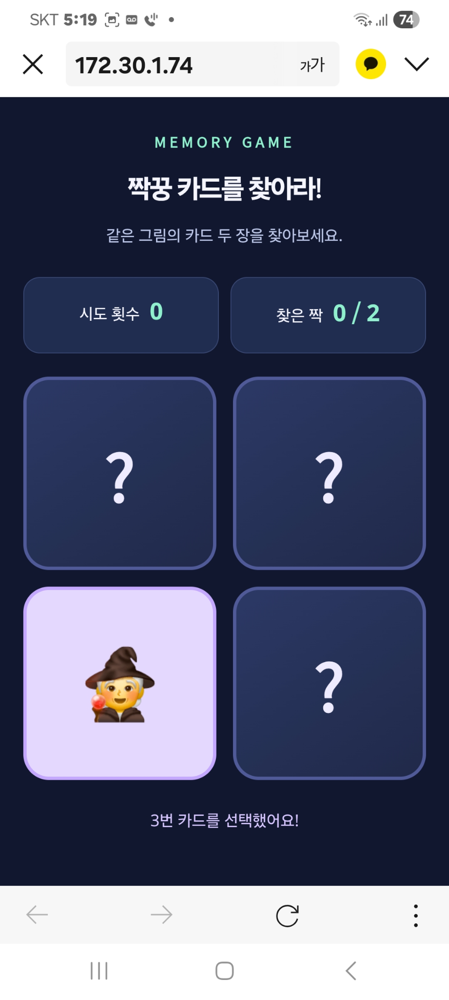 SKT 5:19
74
172.30.1.74 가가
MEMORY GAME
짝꿍 카드를 찾아라!
같은 그림의 카드 두 장을 찾아보세요.
시도 횟수 0
찾은 짝 0 / 2
? ?
?
3번 카드를 선택했어요!